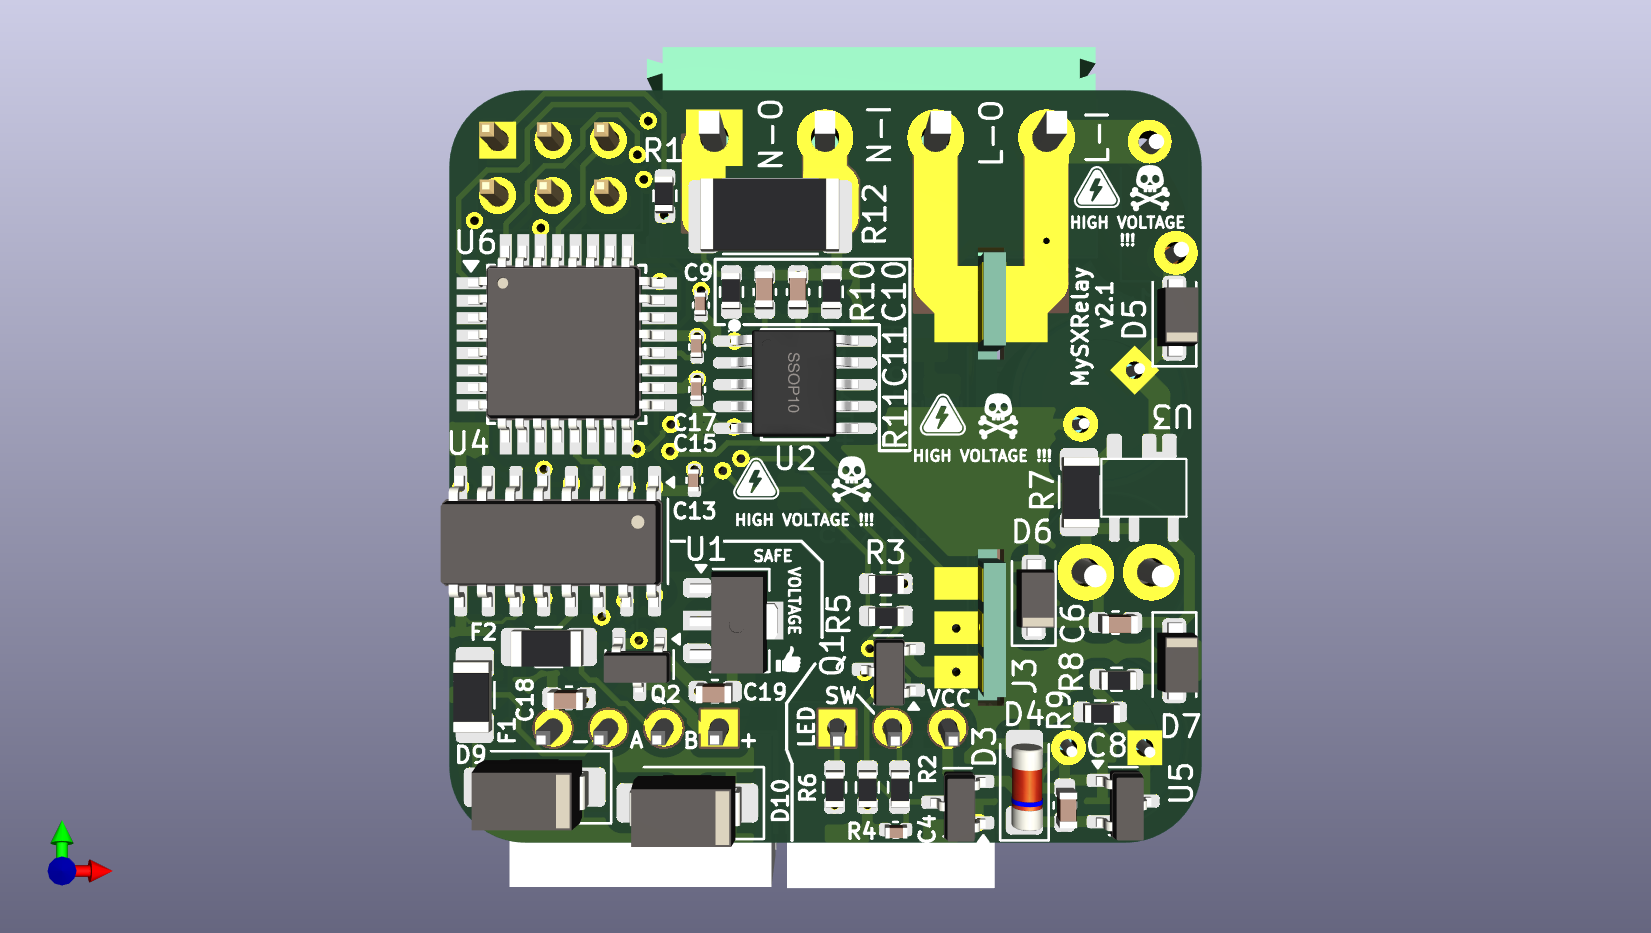 N-O
N-I
L-O
L-I
R1
R12
HIGH VOLTAGE
!!!
U6
C9
R10
C10
MySXRelay
v2.1
D5
SSOP10
R11
C11
U3
C17
C15
U4
U2
HIGH VOLTAGE !!!
R7
C13
HIGH VOLTAGE !!!
D6
U1
SAFE
VOLTAGE
R3
R5
C6
F2
Q1
J3
R8
Q2
C19
SW
VCC
C18
F1
D4
R9
D7
- A B +
LED
D3
C8
D9
R2
U5
R6
D10
R4
C4